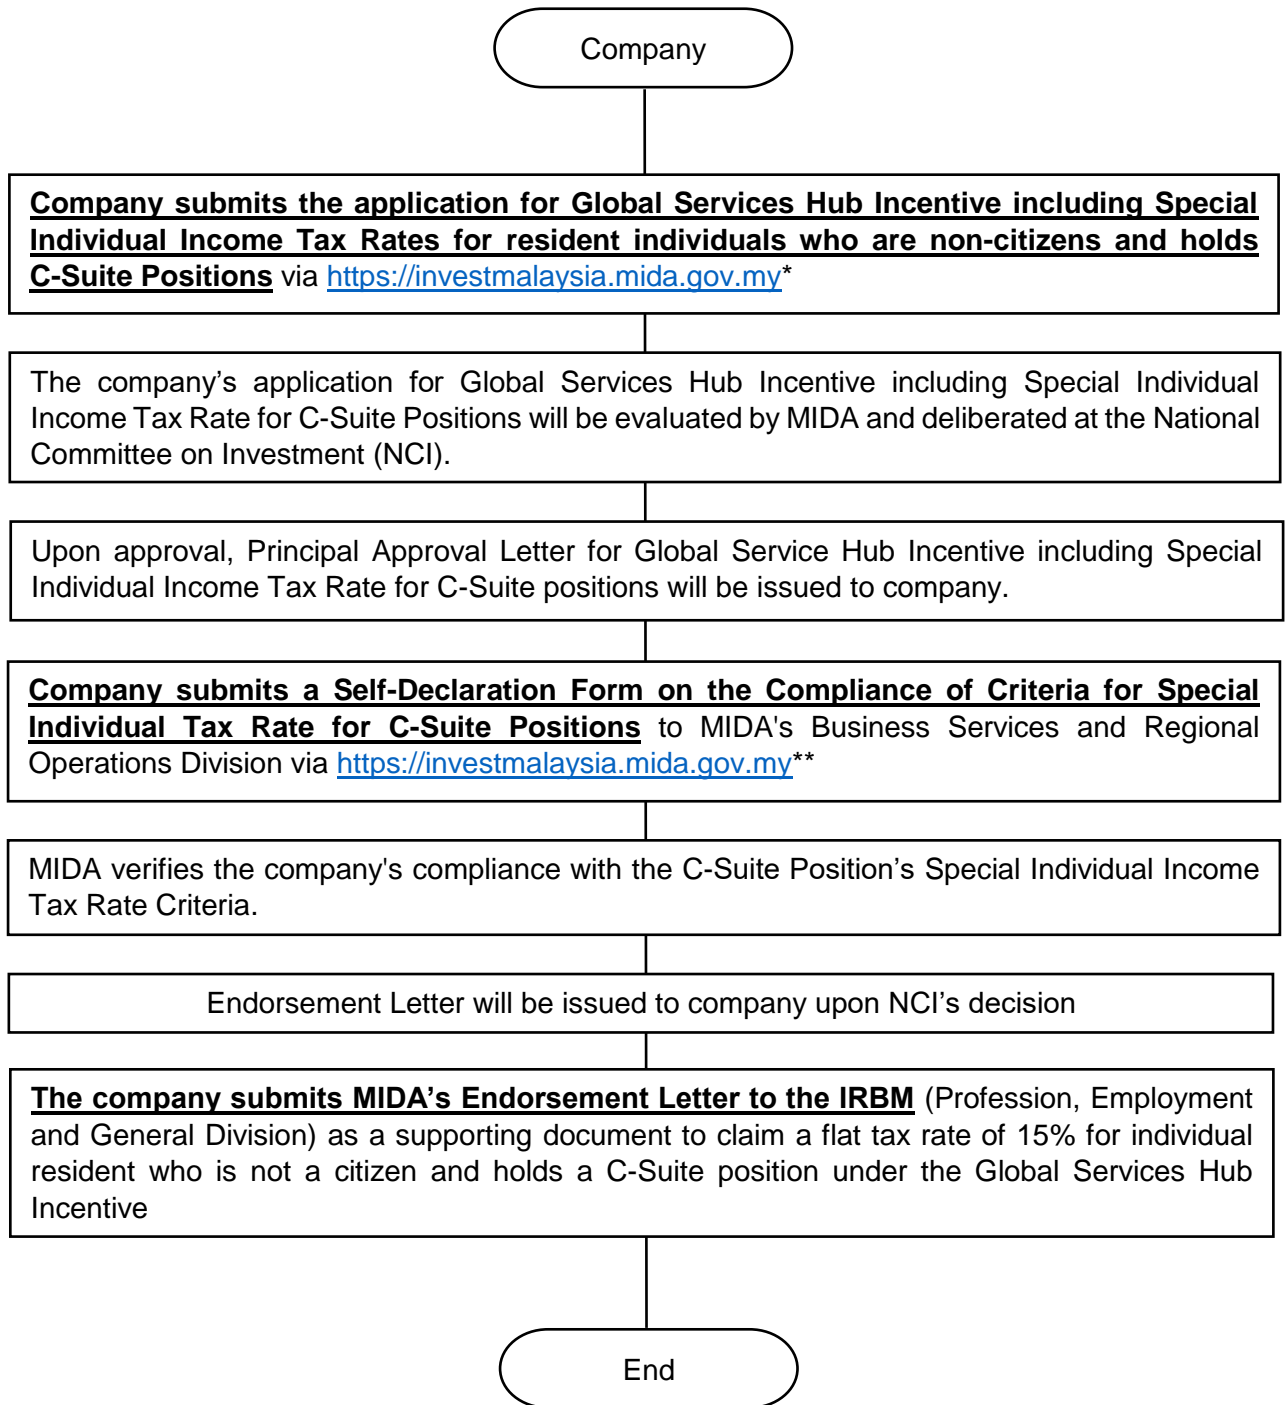 Company
Company submits the application for Global Services Hub Incentive including Special
Individual Income Tax Rates for resident individuals who are non-citizens and holds
C-Suite Positions via https://investmalaysia.mida.gov.my*
The company’s application for Global Services Hub Incentive including Special Individual
Income Tax Rate for C-Suite Positions will be evaluated by MIDA and deliberated at the National
Committee on Investment (NCI).
Upon approval, Principal Approval Letter for Global Service Hub Incentive including Special
Individual Income Tax Rate for C-Suite positions will be issued to company.
Company submits a Self-Declaration Form on the Compliance of Criteria for Special
Individual Tax Rate for C-Suite Positions to MIDA's Business Services and Regional
Operations Division via https://investmalaysia.mida.gov.my**
MIDA verifies the company's compliance with the C-Suite Position’s Special Individual Income
Tax Rate Criteria.
Endorsement Letter will be issued to company upon NCI’s decision
The company submits MIDA’s Endorsement Letter to the IRBM (Profession, Employment
and General Division) as a supporting document to claim a flat tax rate of 15% for individual
resident who is not a citizen and holds a C-Suite position under the Global Services Hub
Incentive
End